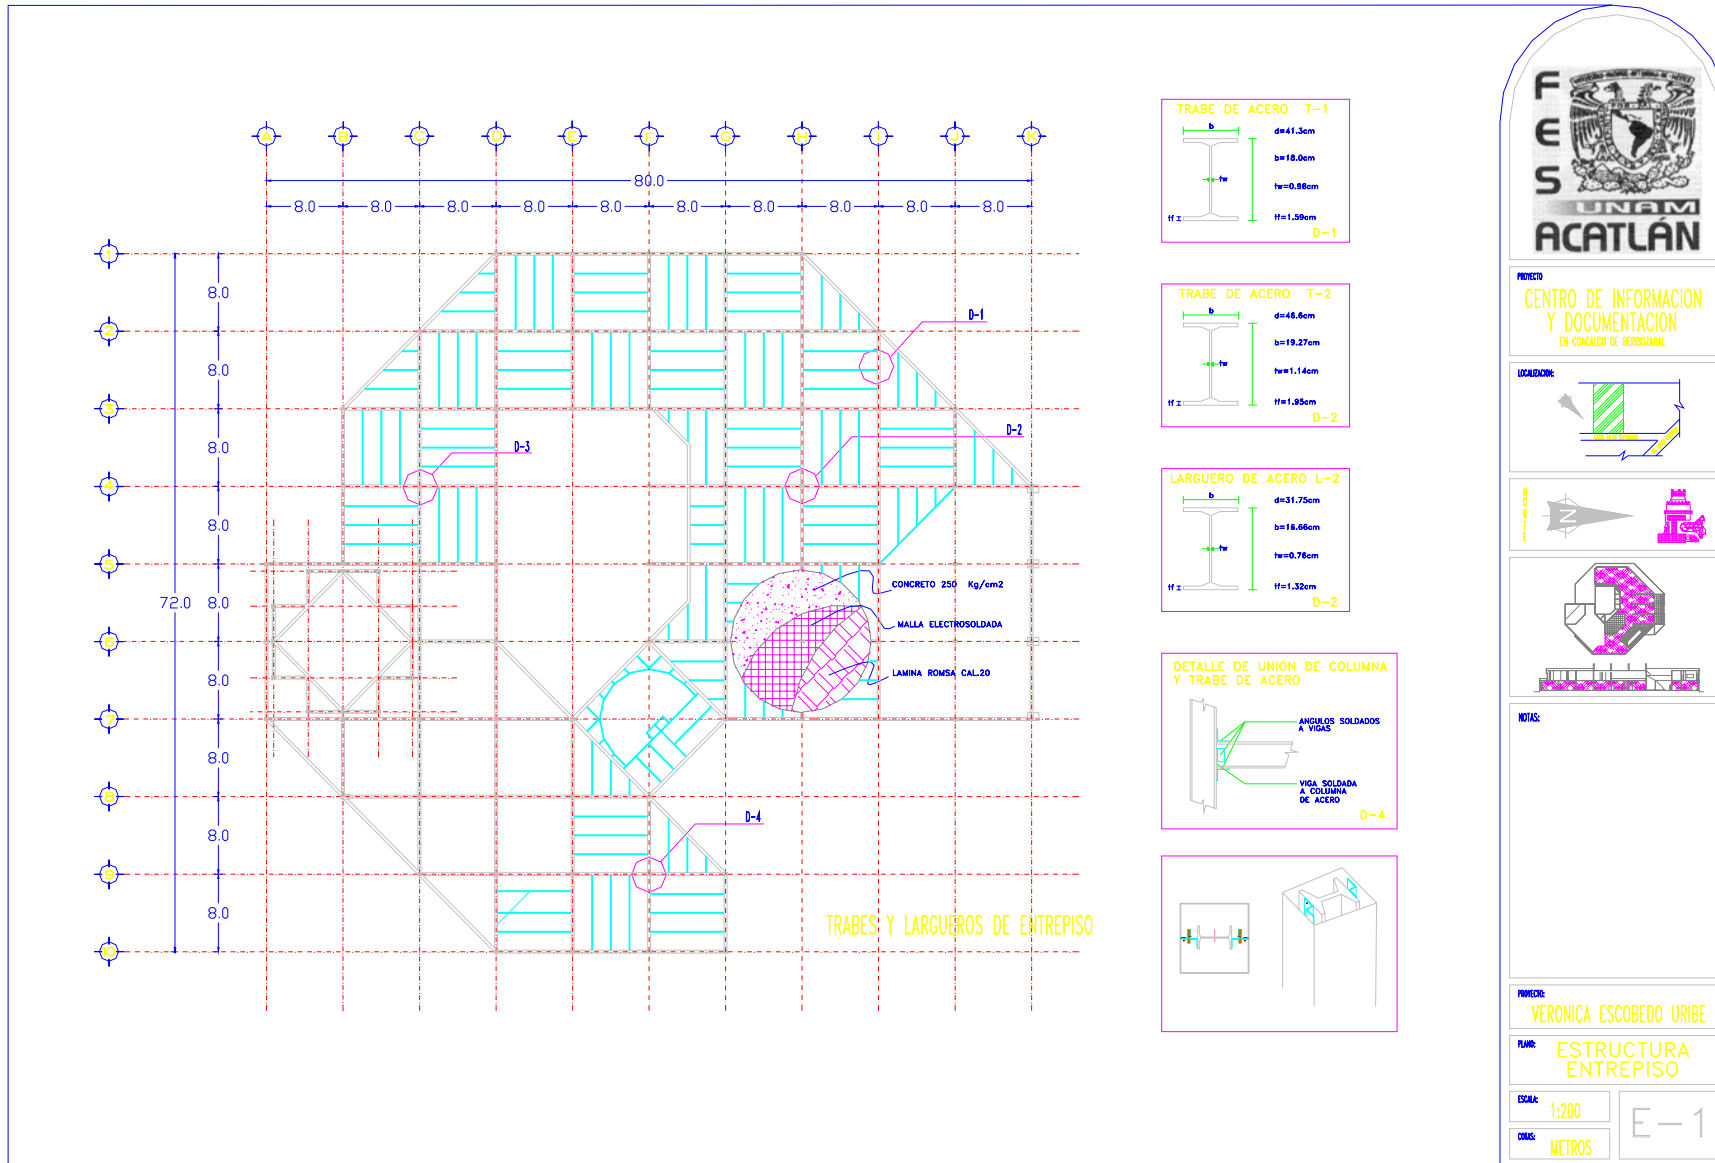 A B C D E F G H I J K
80.0
8.0 8.0 8.0 8.0 8.0 8.0 8.0 8.0 8.0 8.0
1
2
3
4
5
6
7
8
9
10
72.0
8.0
8.0
8.0
8.0
8.0
8.0
8.0
8.0
8.0
D-1
D-2
D-3
D-4
CONCRETO 250 Kg/cm2
MALLA ELECTROSOLDADA
LAMINA ROMSA CAL.20
TRABES Y LARGUEROS DE ENTREPISO
TRABE DE ACERO T-1
b
d=41.3cm
b=18.0cm
tw
tw=0.96cm
tf
tf=1.59cm
D-1
TRABE DE ACERO T-2
b
d=46.6cm
b=19.27cm
tw
tw=1.14cm
tf
tf=1.95cm
D-2
LARGUERO DE ACERO L-2
b
d=31.75cm
b=16.66cm
tw
tw=0.76cm
tf
tf=1.32cm
D-2
DETALLE DE UNION DE COLUMNA
Y TRABE DE ACERO
ANGULOS SOLDADOS
A VIGAS
VIGA SOLDADA
A COLUMNA
DE ACERO
D-4
FES
UNAM
ACATLÁN
PROYECTO
CENTRO DE INFORMACION
Y DOCUMENTACION
EN COACALCO DE BERRIOZABAL
LOCALIZACION:
NORTE
N
NOTAS:
PROYECTO:
VERONICA ESCOBEDO URIBE
PLANO:
ESTRUCTURA
ENTREPISO
ESCALA:
1:200
COTAS:
METROS
E-1